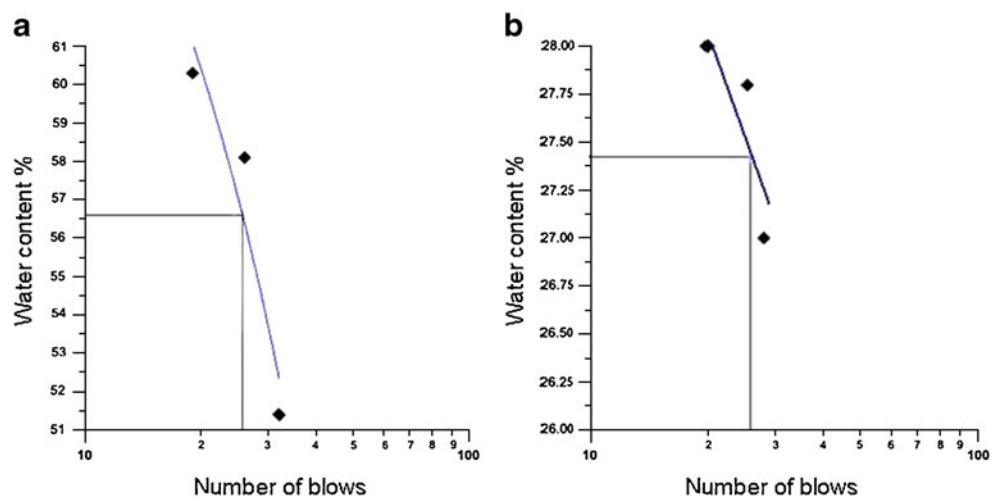 a
61
60
59
58
57
56
55
54
53
52
51
Water content %
10 2 3 4 5 6 7 8 9 100
Number of blows
b
28.00
27.75
27.50
27.25
27.00
26.75
26.50
26.25
26.00
Water content %
10 2 3 4 5 6 7 8 9 100
Number of blows